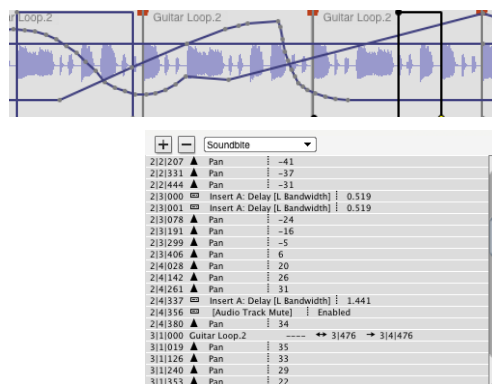 Loop.2
Guitar Loop.2
Guitar Loop.2
+ − Soundbite
2|2|207 Pan -41
2|2|331 Pan -37
2|2|444 Pan -31
2|3|000 Insert A: Delay [L Bandwidth] 0.519
2|3|001 Insert A: Delay [L Bandwidth] 0.519
2|3|078 Pan -24
2|3|191 Pan -16
2|3|299 Pan -5
2|3|406 Pan 6
2|4|028 Pan 20
2|4|142 Pan 26
2|4|261 Pan 31
2|4|337 Insert A: Delay [L Bandwidth] 1.441
2|4|356 [Audio Track Mute] Enabled
2|4|380 Pan 34
3|1|000 Guitar Loop.2 ---- ↔ 3|476 → 3|4|476
3|1|019 Pan 35
3|1|126 Pan 33
3|1|240 Pan 29
3|1|353 Pan 22